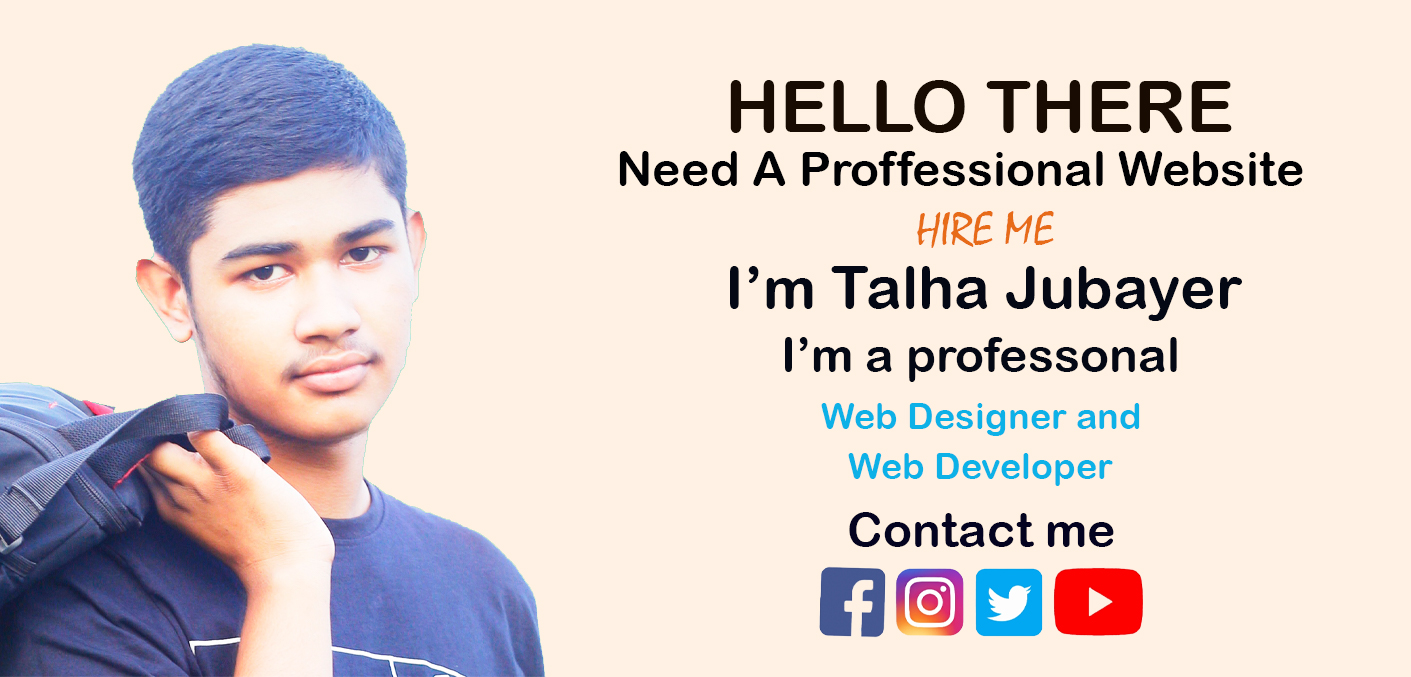 HELLO THERE
Need A Proffessional Website
HIRE ME
I’m Talha Jubayer
I’m a professonal
Web Designer and
Web Developer
Contact me